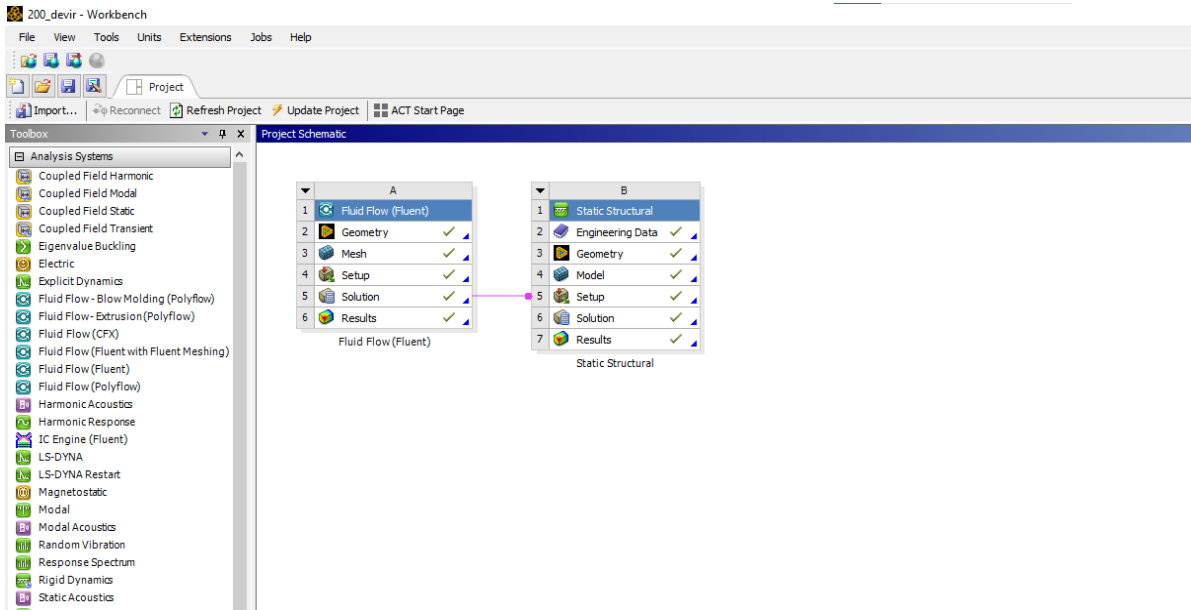 200_devir - Workbench
File View Tools Units Extensions Jobs Help
Project
Import... Reconnect Refresh Project Update Project ACT Start Page
Toolbox
Project Schematic
Analysis Systems
Coupled Field Harmonic
Coupled Field Modal
Coupled Field Static
Coupled Field Transient
Eigenvalue Buckling
Electric
Explicit Dynamics
Fluid Flow - Blow Molding (Polyflow)
Fluid Flow - Extrusion (Polyflow)
Fluid Flow (CFX)
Fluid Flow (Fluent with Fluent Meshing)
Fluid Flow (Fluent)
Fluid Flow (Polyflow)
Harmonic Acoustics
Harmonic Response
IC Engine (Fluent)
LS-DYNA
LS-DYNA Restart
Magnetostatic
Modal
Modal Acoustics
Random Vibration
Response Spectrum
Rigid Dynamics
Static Acoustics
A
1 Fluid Flow (Fluent)
2 Geometry
3 Mesh
4 Setup
5 Solution
6 Results
Fluid Flow (Fluent)
B
1 Static Structural
2 Engineering Data
3 Geometry
4 Model
5 Setup
6 Solution
7 Results
Static Structural